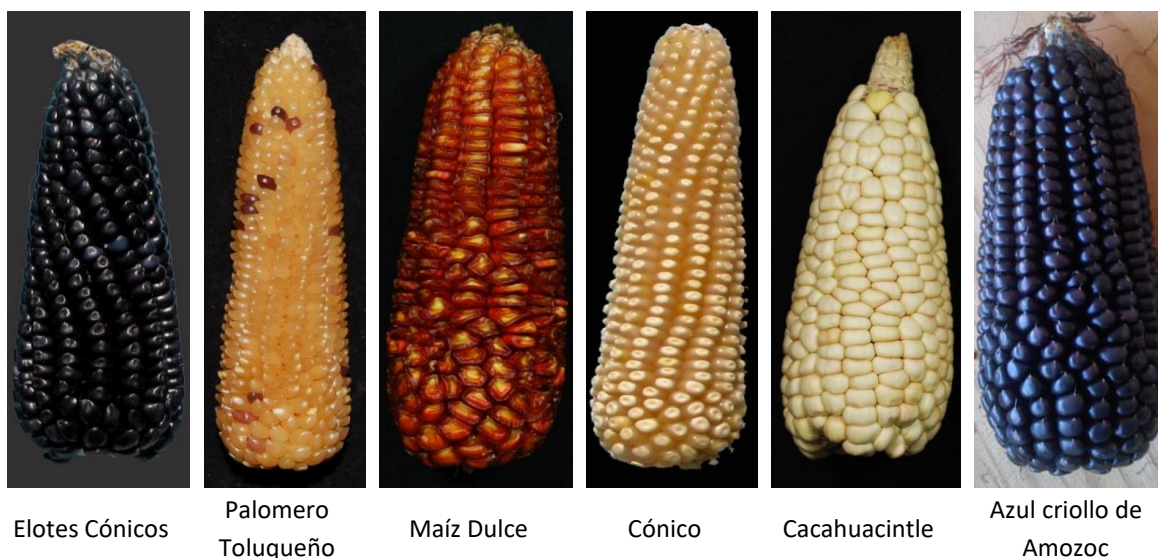 Elotes Cónicos
Palomero
Toluqueño
Maíz Dulce
Cónico
Cacahuacintle
Azul criollo de
Amozoc